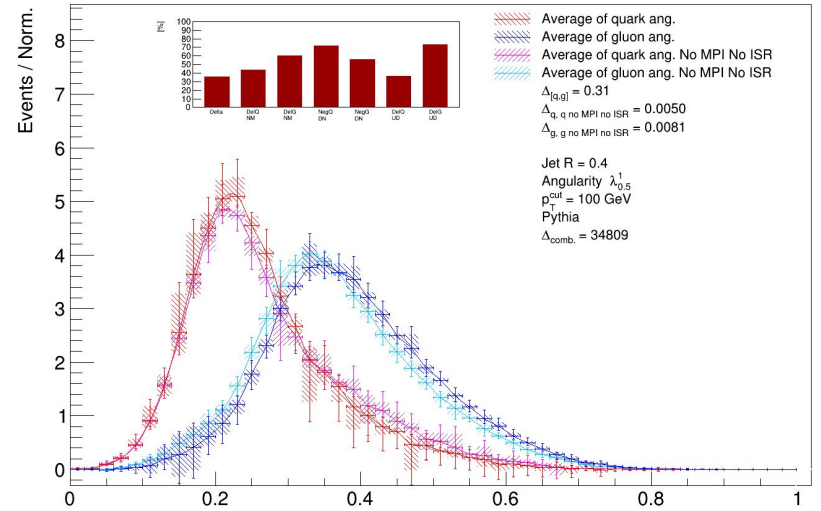 Events / Norm.
8
7
6
5
4
3
2
1
0
0
0.2
0.4
0.6
0.8
1
[%]
100
90
80
70
60
50
40
30
20
10
0
Delta
DelQ
NM
DelG
NM
NegQ
DN
NegG
DN
DelQ
UD
DelG
UD
Average of quark ang.
Average of gluon ang.
Average of quark ang. No MPI No ISR
Average of gluon ang. No MPI No ISR
Δ[q,g] = 0.31
Δq, q no MPI no ISR = 0.0050
Δg, g no MPI no ISR = 0.0081
Jet R = 0.4
Angularity λ¹0.5
pTcut = 100 GeV
Pythia
Δcomb. = 34809